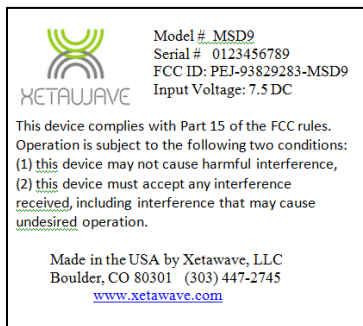 XETAWAVE
Model # MSD9
Serial # 0123456789
FCC ID: PEJ-93829283-MSD9
Input Voltage: 7.5 DC
This device complies with Part 15 of the FCC rules.
Operation is subject to the following two conditions:
(1) this device may not cause harmful interference,
(2) this device must accept any interference
received, including interference that may cause
undesired operation.
Made in the USA by Xetawave, LLC
Boulder, CO 80301 (303) 447-2745
www.xetawave.com